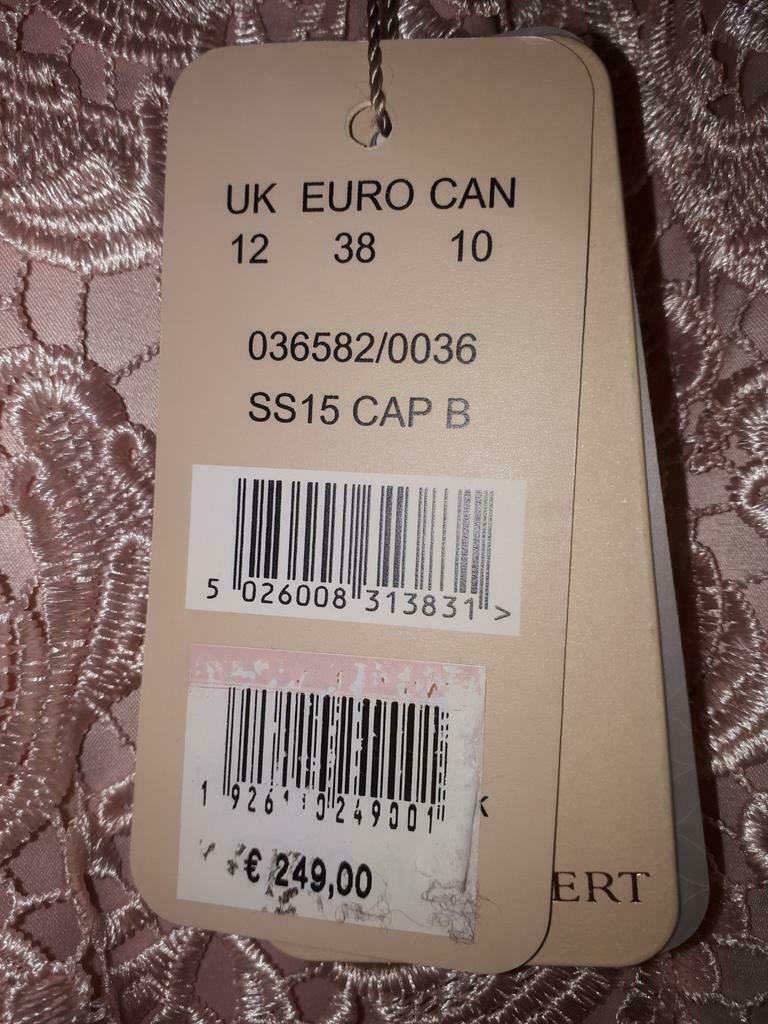 UK EURO CAN
12 38 10
036582/0036
SS15 CAP B
5 026008 313831 >
€ 249,00
ERT